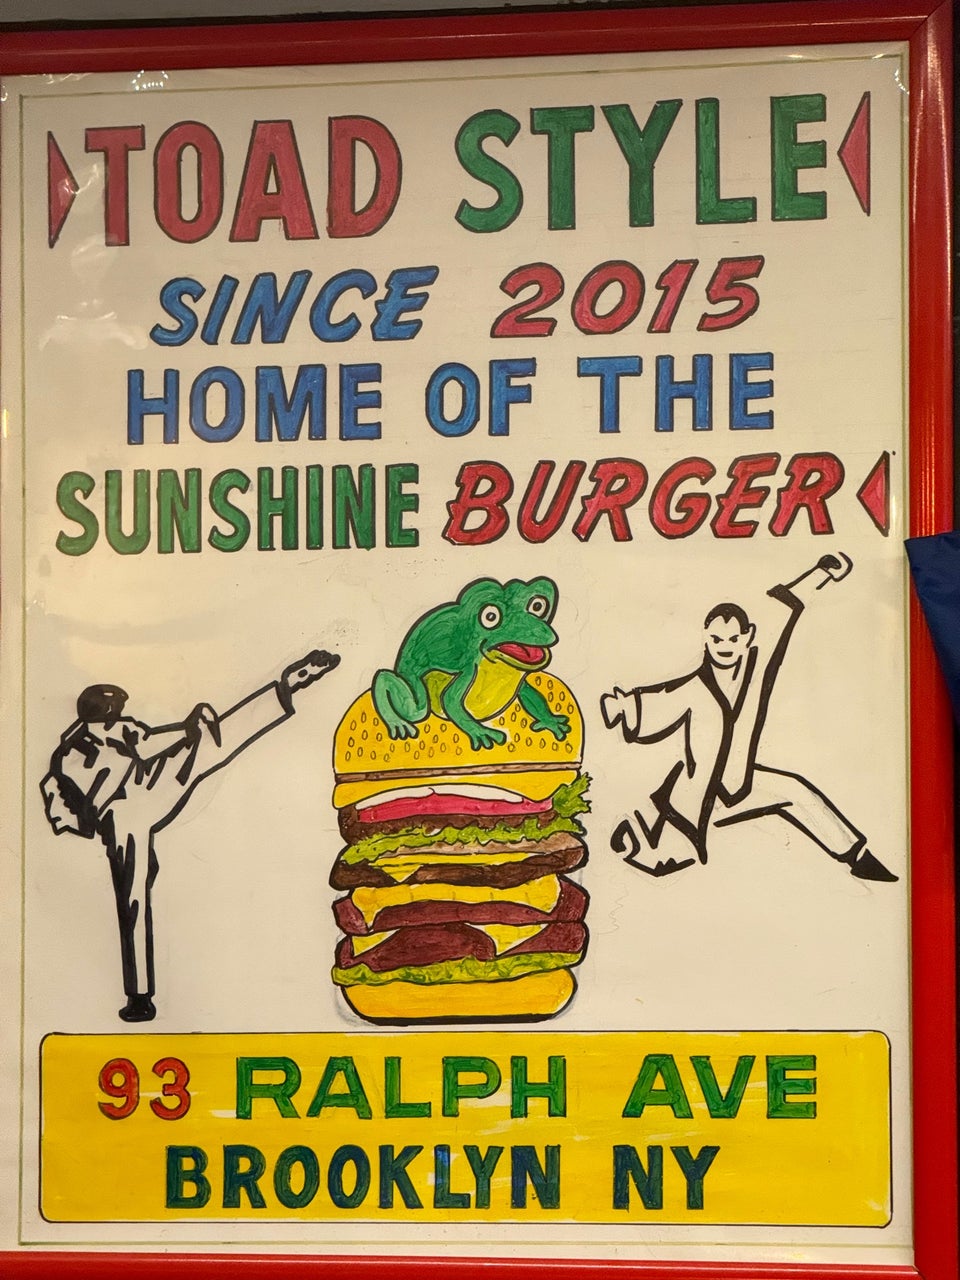 TOAD STYLE
SINCE 2015
HOME OF THE
SUNSHINE BURGER
93 RALPH AVE
BROOKLYN NY